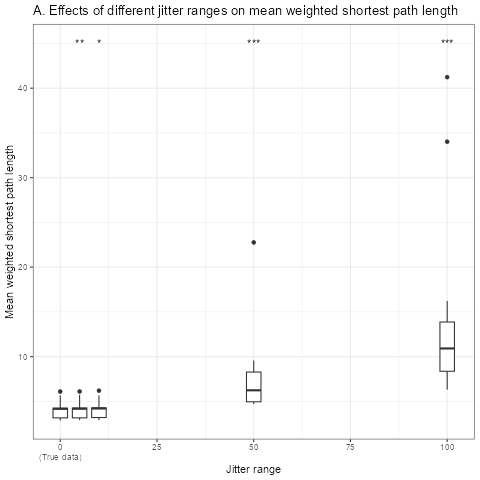 A. Effects of different jitter ranges on mean weighted shortest path length
** * *** ***
40
30
20
10
Mean weighted shortest path length
0 25 50 75 100
(True data)
Jitter range